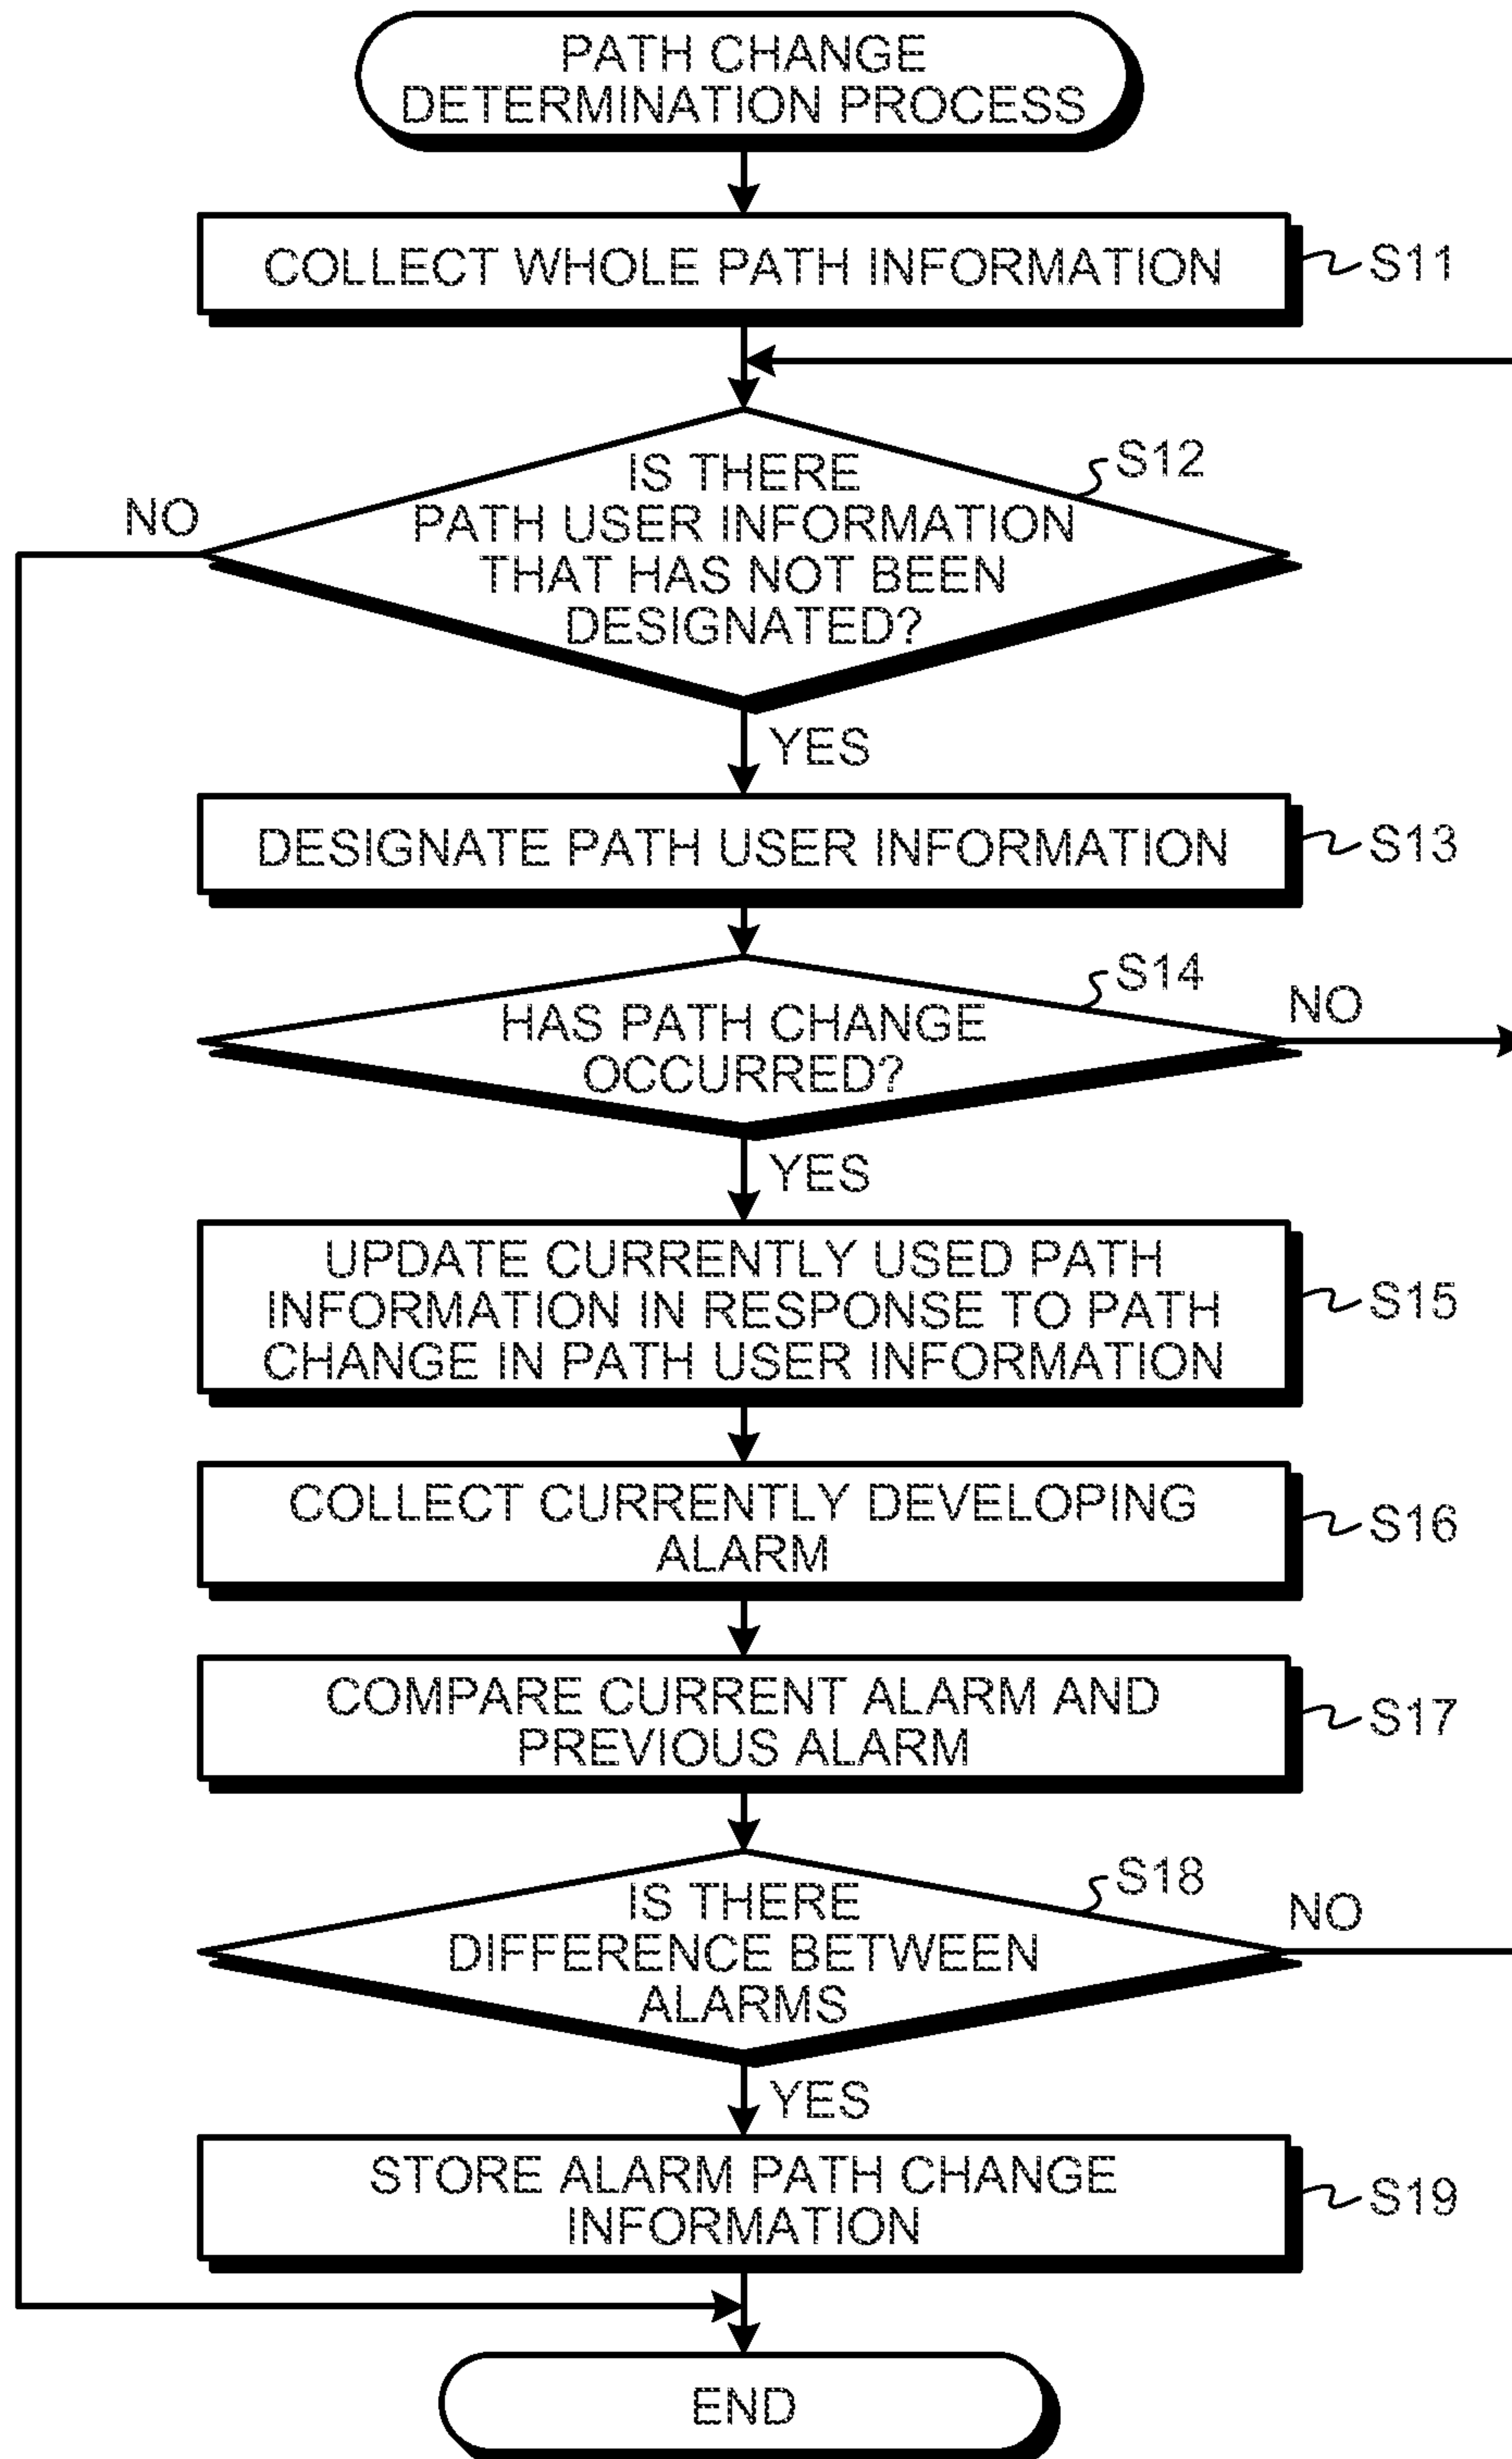 PATH CHANGE
DETERMINATION PROCESS
COLLECT WHOLE PATH INFORMATION
S11
IS THERE
PATH USER INFORMATION
THAT HAS NOT BEEN
DESIGNATED?
S12
NO
YES
DESIGNATE PATH USER INFORMATION
S13
HAS PATH CHANGE
OCCURRED?
S14
NO
YES
UPDATE CURRENTLY USED PATH
INFORMATION IN RESPONSE TO PATH
CHANGE IN PATH USER INFORMATION
S15
COLLECT CURRENTLY DEVELOPING
ALARM
S16
COMPARE CURRENT ALARM AND
PREVIOUS ALARM
S17
IS THERE
DIFFERENCE BETWEEN
ALARMS
S18
NO
YES
STORE ALARM PATH CHANGE
INFORMATION
S19
END